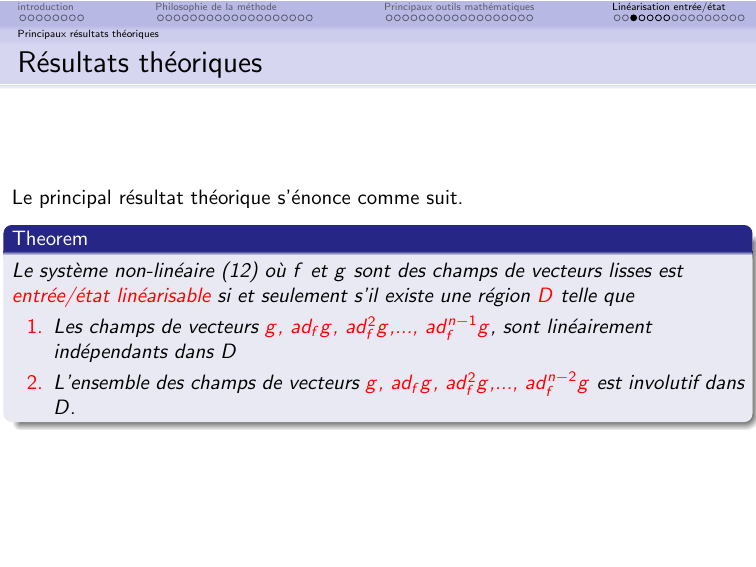 introduction Philosophie de la méthode Principaux outils mathématiques Linéarisation entrée/état
Principaux résultats théoriques
Résultats théoriques
Le principal résultat théorique s'énonce comme suit.
Theorem
Le système non-linéaire (12) où f et g sont des champs de vecteurs lisses est
entrée/état linéarisable si et seulement s'il existe une région D telle que
1. Les champs de vecteurs g, ad_f g, ad_f^2 g,..., ad_f^{n−1} g, sont linéairement
indépendants dans D
2. L'ensemble des champs de vecteurs g, ad_f g, ad_f^2 g,..., ad_f^{n−2} g est involutif dans
D.